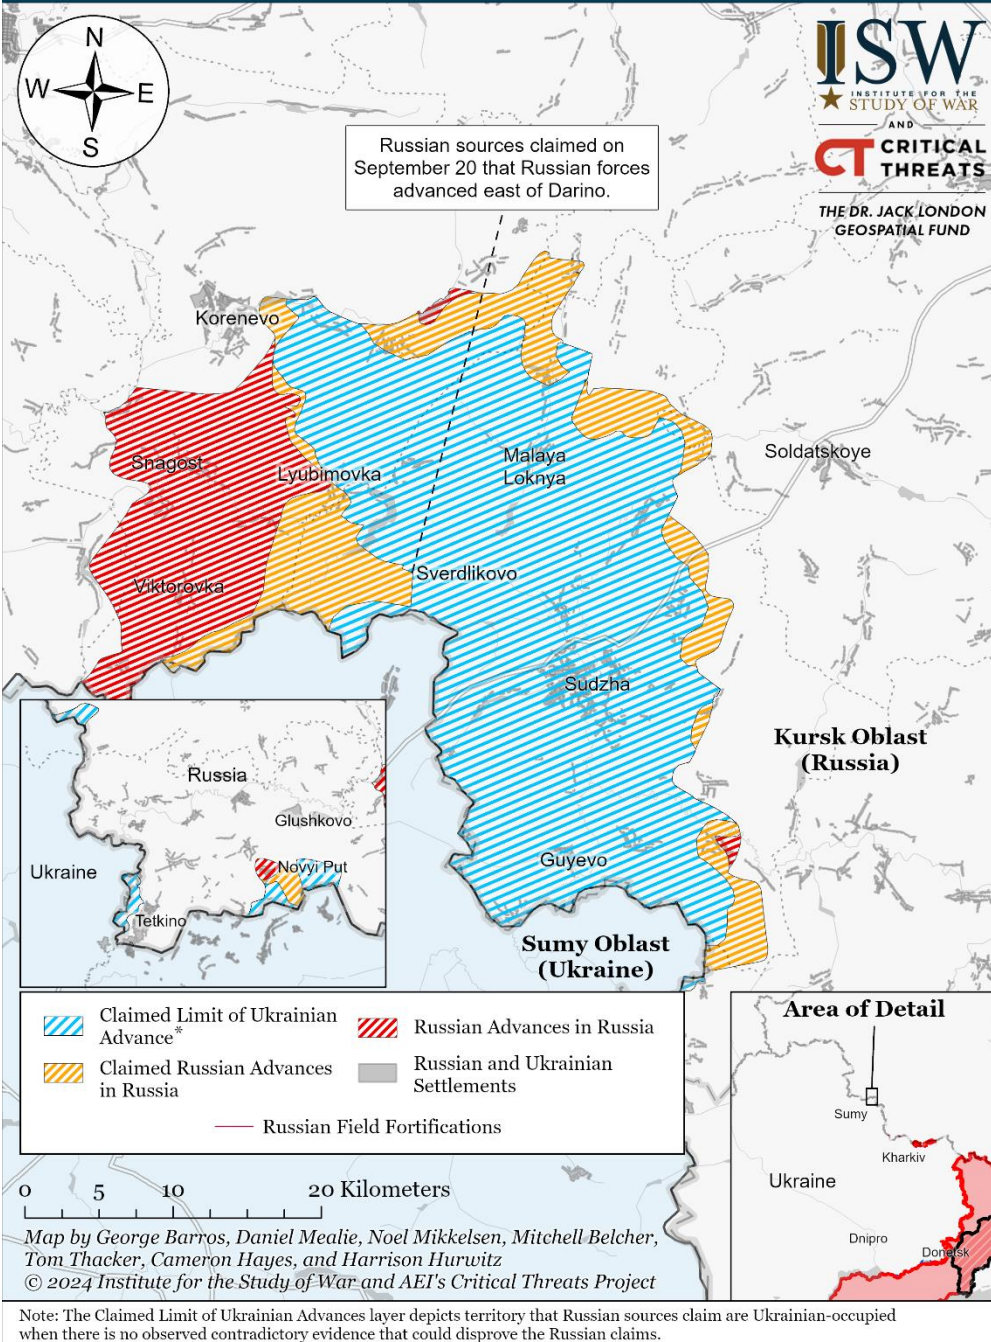 N
W
E
S
ISW
INSTITUTE FOR THE
STUDY OF WAR
AND
CT CRITICAL
THREATS
THE DR. JACK LONDON
GEOSPATIAL FUND
Russian sources claimed on
September 20 that Russian forces
advanced east of Darino.
Korenevo
Snagost
Lyubimovka
Malaya
Loknya
Soldatskoye
Viktorovka
Sverdlikovo
Sudzha
Kursk Oblast
(Russia)
Guyevo
Sumy Oblast
(Ukraine)
Russia
Glushkovo
Ukraine
Novyi Put
Tetkino
Claimed Limit of Ukrainian
Advance*
Claimed Russian Advances
in Russia
Russian Advances in Russia
Russian and Ukrainian
Settlements
Russian Field Fortifications
Area of Detail
Sumy
Kharkiv
Ukraine
Dnipro
Donetsk
0 5 10 20 Kilometers
Map by George Barros, Daniel Mealie, Noel Mikkelsen, Mitchell Belcher,
Tom Thacker, Cameron Hayes, and Harrison Hurwitz
© 2024 Institute for the Study of War and AEI's Critical Threats Project
Note: The Claimed Limit of Ukrainian Advances layer depicts territory that Russian sources claim are Ukrainian-occupied
when there is no observed contradictory evidence that could disprove the Russian claims.